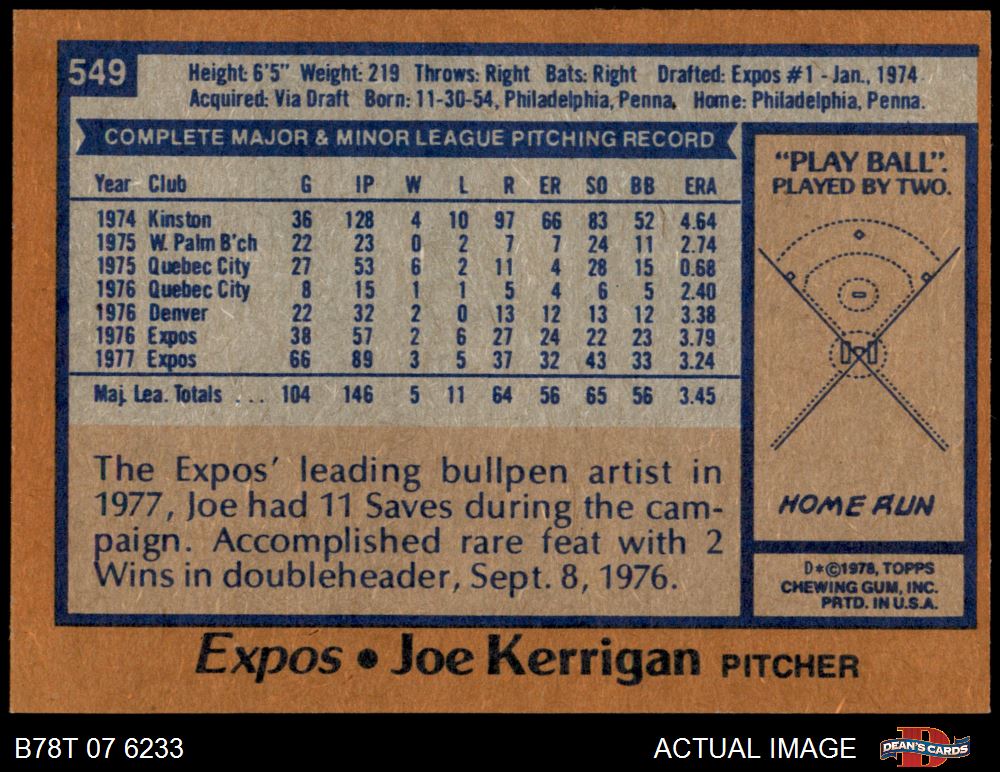 549
Height: 6'5" Weight: 219 Throws: Right Bats: Right Drafted: Expos #1 - Jan., 1974
Acquired: Via Draft Born: 11-30-54, Philadelphia, Penna. Home: Philadelphia, Penna.
COMPLETE MAJOR & MINOR LEAGUE PITCHING RECORD
Year Club G IP W L R ER SO BB ERA
1974 Kinston 36 128 4 10 97 66 83 52 4.64
1975 W. Palm B'ch 22 23 0 2 7 7 24 11 2.74
1975 Quebec City 27 53 6 2 11 4 28 15 0.68
1976 Quebec City 8 15 1 1 5 4 6 5 2.40
1976 Denver 22 32 2 0 13 12 13 12 3.38
1976 Expos 38 57 2 6 27 24 22 23 3.79
1977 Expos 66 89 3 5 37 32 43 33 3.24
Maj. Lea. Totals ... 104 146 5 11 64 56 65 56 3.45
The Expos' leading bullpen artist in
1977, Joe had 11 Saves during the cam-
paign. Accomplished rare feat with 2
Wins in doubleheader, Sept. 8, 1976.
"PLAY BALL".
PLAYED BY TWO.
HOME RUN
D*©1978, TOPPS
CHEWING GUM, INC.
PRTD. IN U.S.A.
Expos • Joe Kerrigan PITCHER
B78T 07 6233
ACTUAL IMAGE
D
DEAN'S CARDS